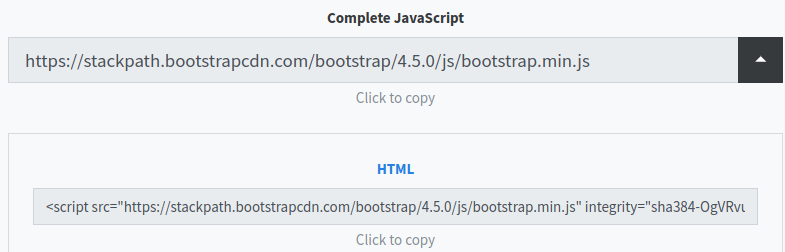 Complete JavaScript
https://stackpath.bootstrapcdn.com/bootstrap/4.5.0/js/bootstrap.min.js
Click to copy
HTML
<script src="https://stackpath.bootstrapcdn.com/bootstrap/4.5.0/js/bootstrap.min.js" integrity="sha384-OgVRvu
Click to copy